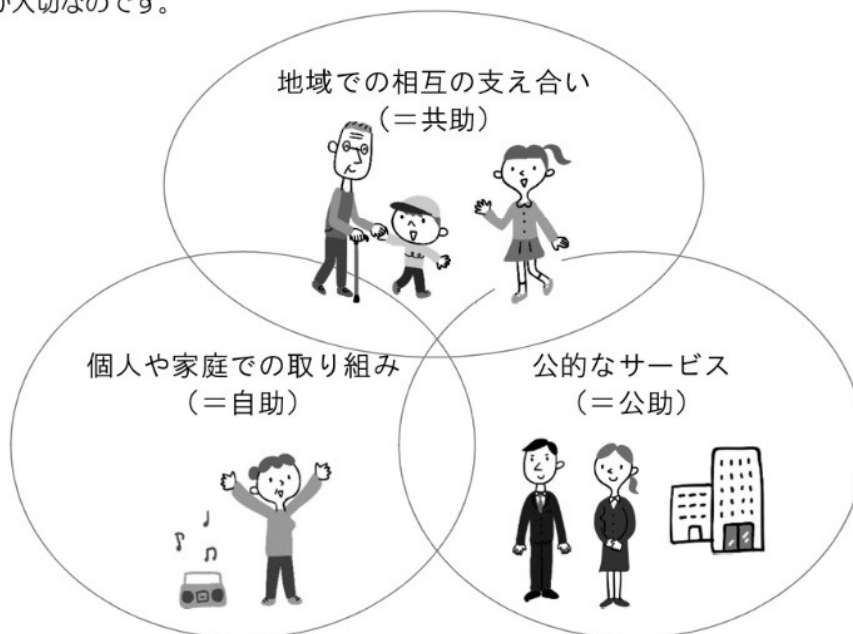 が大切なのです。
地域での相互の支え合い
（＝共助）
個人や家庭での取り組み
（＝自助）
公的なサービス
（＝公助）